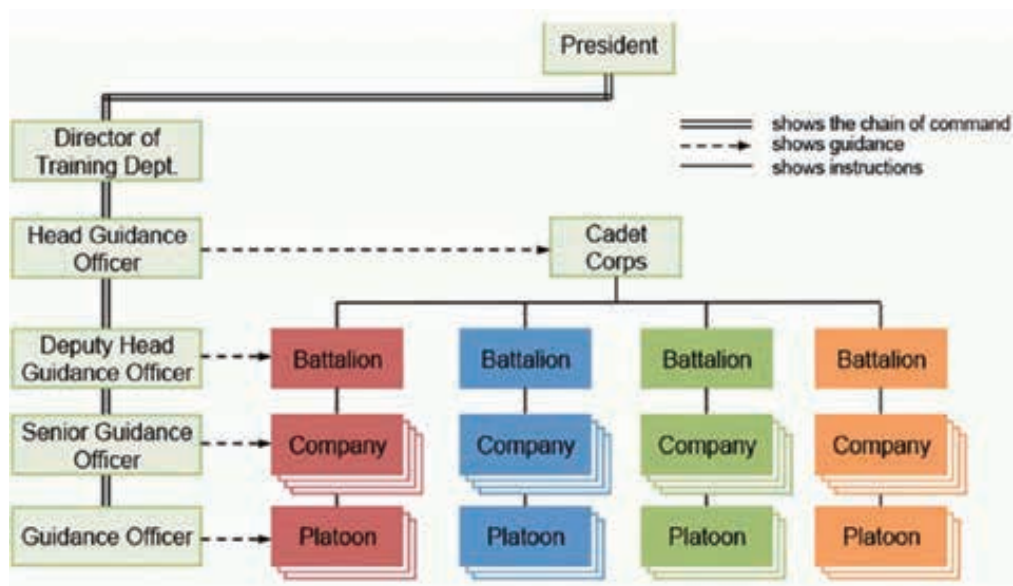 President
shows the chain of command
shows guidance
shows instructions
Director of
Training Dept.
Head Guidance
Officer
Cadet
Corps
Deputy Head
Guidance Officer
Battalion
Battalion
Battalion
Battalion
Senior Guidance
Officer
Company
Company
Company
Company
Guidance Officer
Platoon
Platoon
Platoon
Platoon